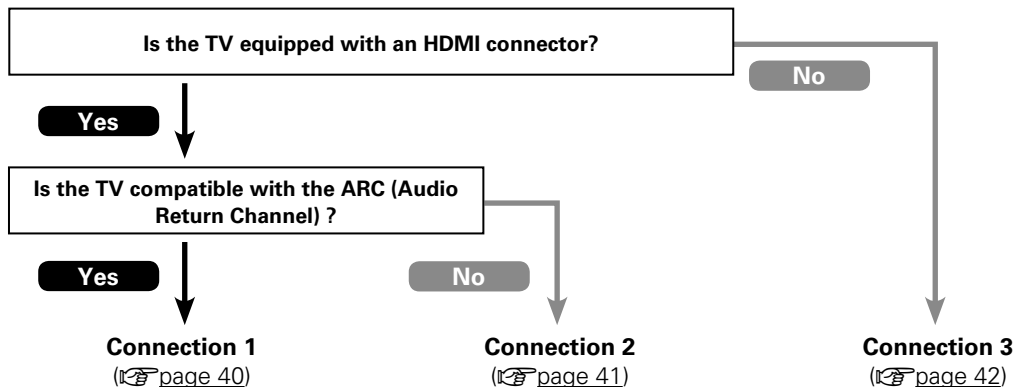 Is the TV equipped with an HDMI connector?
No
Yes
Is the TV compatible with the ARC (Audio
Return Channel) ?
Yes
No
Connection 1
(page 40)
Connection 2
(page 41)
Connection 3
(page 42)